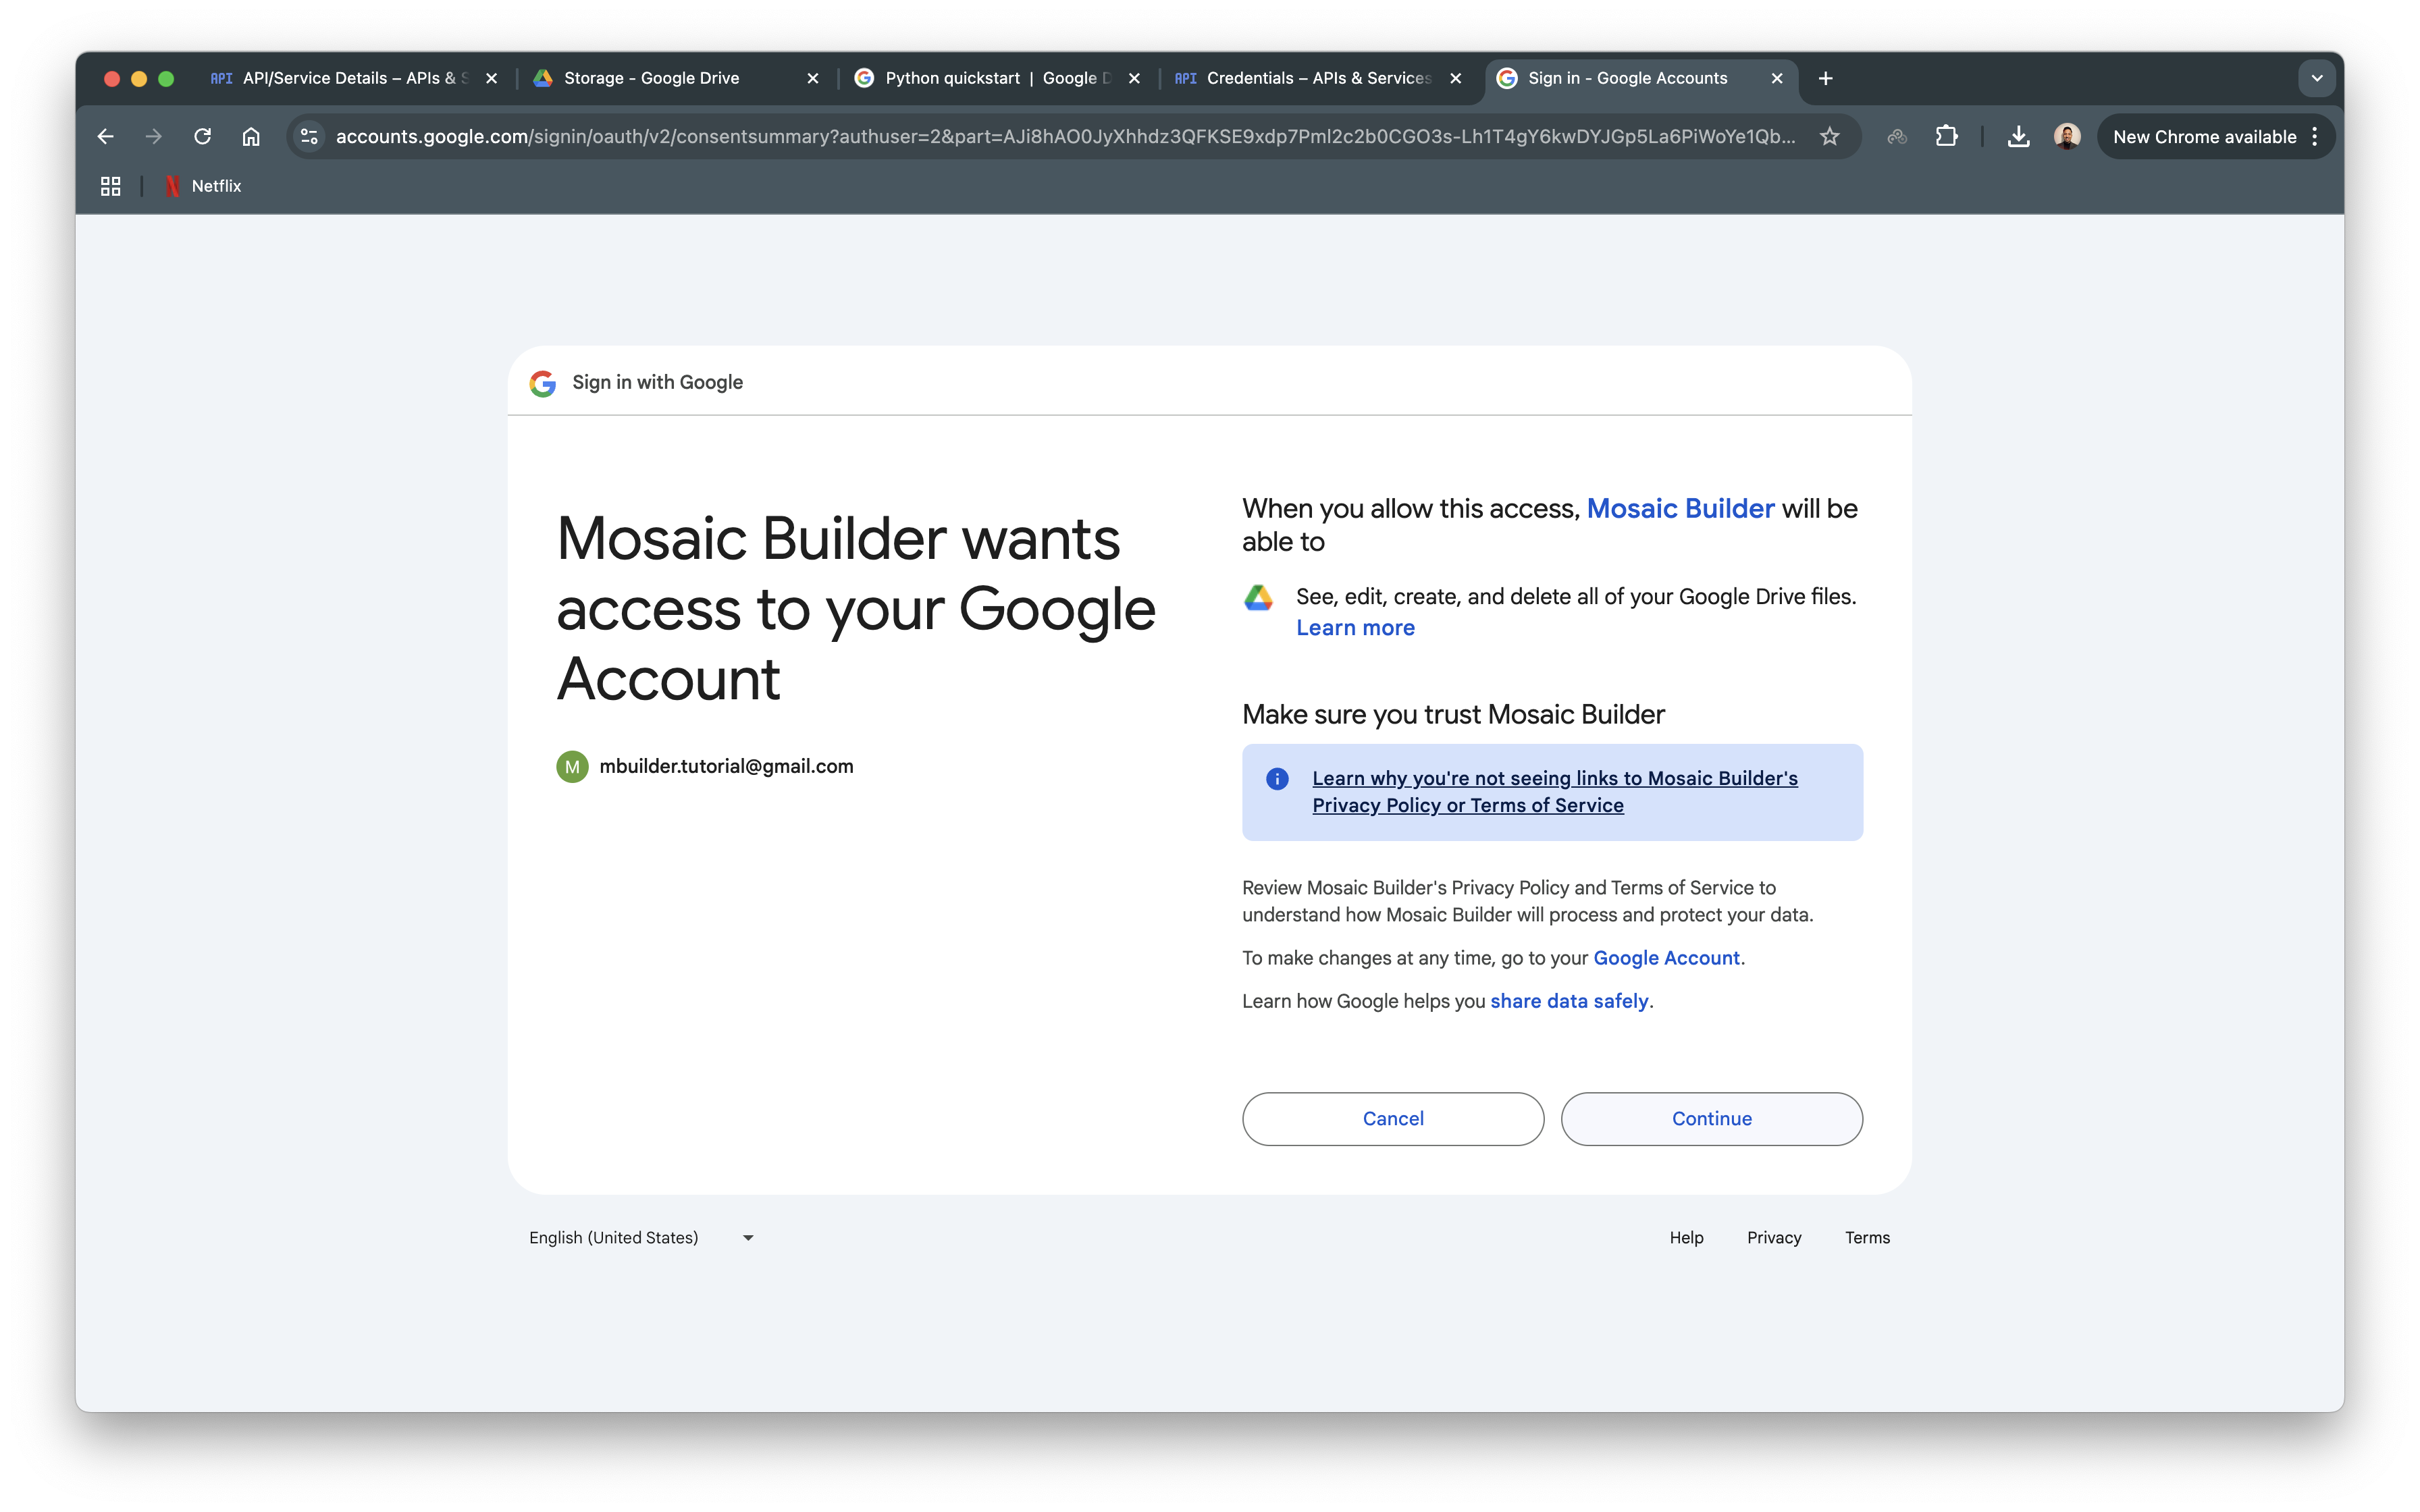 API API/Service Details – APIs & S
Storage - Google Drive
Python quickstart | Google D
API Credentials – APIs & Services
Sign in - Google Accounts
accounts.google.com/signin/oauth/v2/consentsummary?authuser=2&part=AJi8hAO0JyXhhdz3QFKSE9xdp7Pml2c2b0CGO3s-Lh1T4gY6kwDYJGp5La6PiWoYe1Qb...
New Chrome available
Netflix
Sign in with Google
Mosaic Builder wants
access to your Google
Account
M mbuilder.tutorial@gmail.com
When you allow this access, Mosaic Builder will be
able to
See, edit, create, and delete all of your Google Drive files.
Learn more
Make sure you trust Mosaic Builder
Learn why you're not seeing links to Mosaic Builder's
Privacy Policy or Terms of Service
Review Mosaic Builder's Privacy Policy and Terms of Service to
understand how Mosaic Builder will process and protect your data.
To make changes at any time, go to your Google Account.
Learn how Google helps you share data safely.
Cancel
Continue
English (United States)
Help
Privacy
Terms